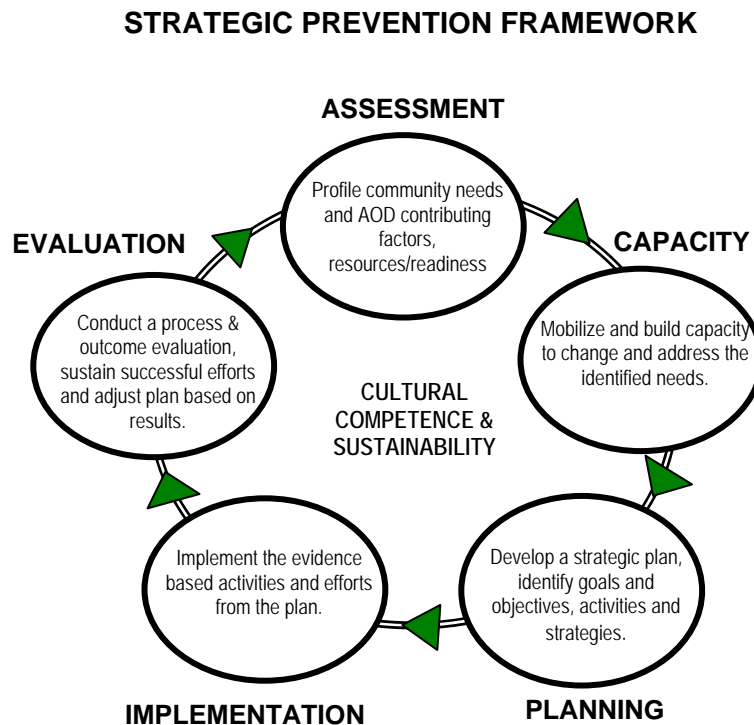 STRATEGIC PREVENTION FRAMEWORK
ASSESSMENT
Profile community needs
and AOD contributing
factors,
resources/readiness
CAPACITY
Mobilize and build capacity
to change and address the
identified needs.
PLANNING
Develop a strategic plan,
identify goals and
objectives, activities and
strategies.
IMPLEMENTATION
Implement the evidence
based activities and efforts
from the plan.
EVALUATION
Conduct a process &
outcome evaluation,
sustain successful efforts
and adjust plan based on
results.
CULTURAL
COMPETENCE &
SUSTAINABILITY